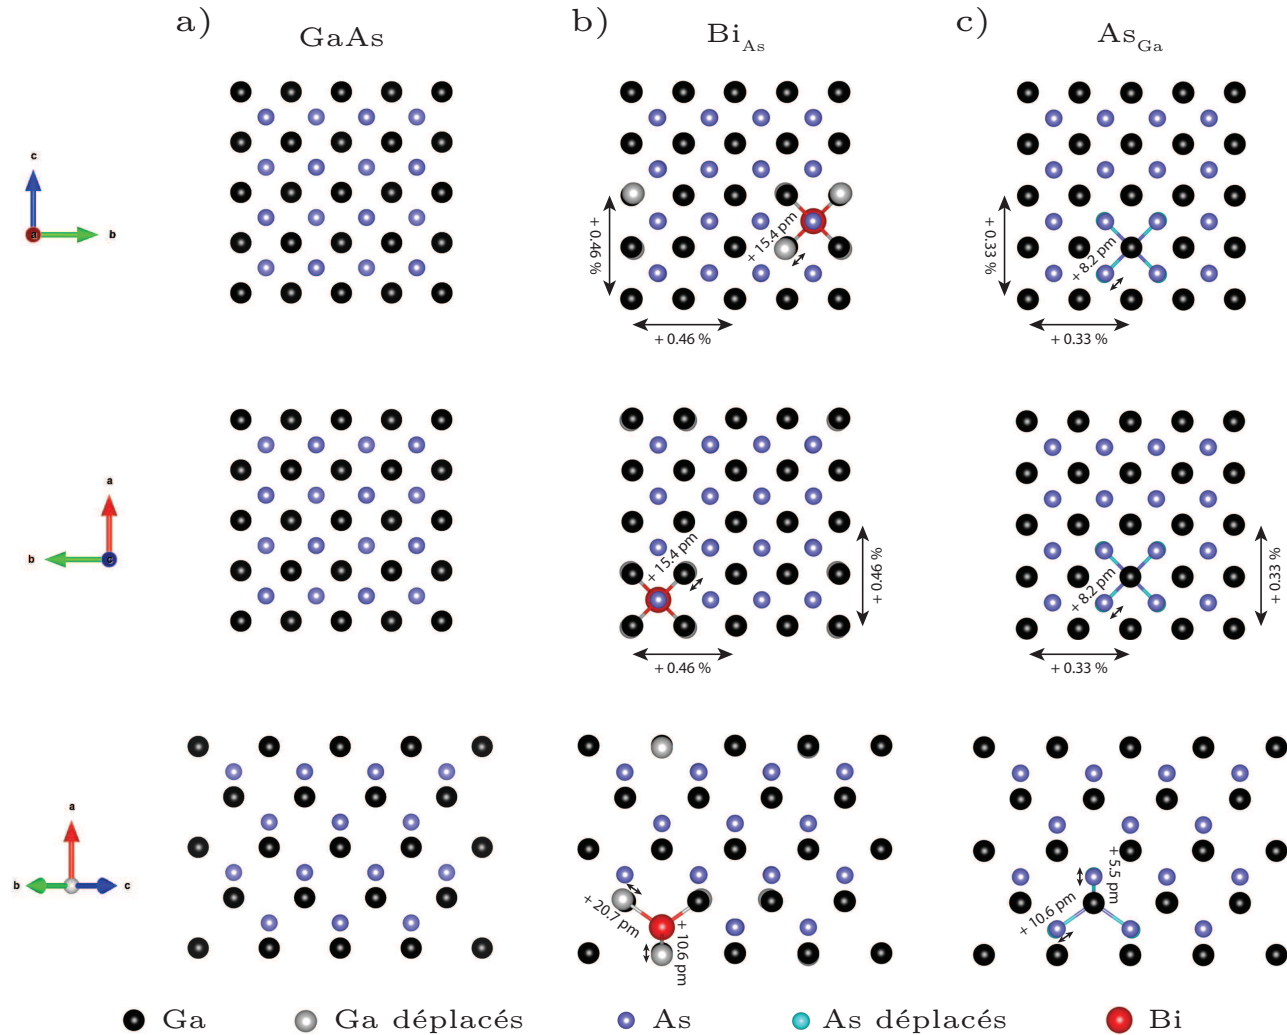 a)
GaAs
b)
Bi_As
c)
As_Ga
c
a
b
+ 0.46 %
+ 15.4 pm
+ 0.46 %
+ 0.33 %
+ 8.2 pm
+ 0.33 %
a
b
c
+ 15.4 pm
+ 0.46 %
+ 0.46 %
+ 8.2 pm
+ 0.33 %
+ 0.33 %
a
b
c
+ 20.7 pm
+ 10.6 pm
+ 5.5 pm
+ 10.6 pm
Ga
Ga déplacés
As
As déplacés
Bi